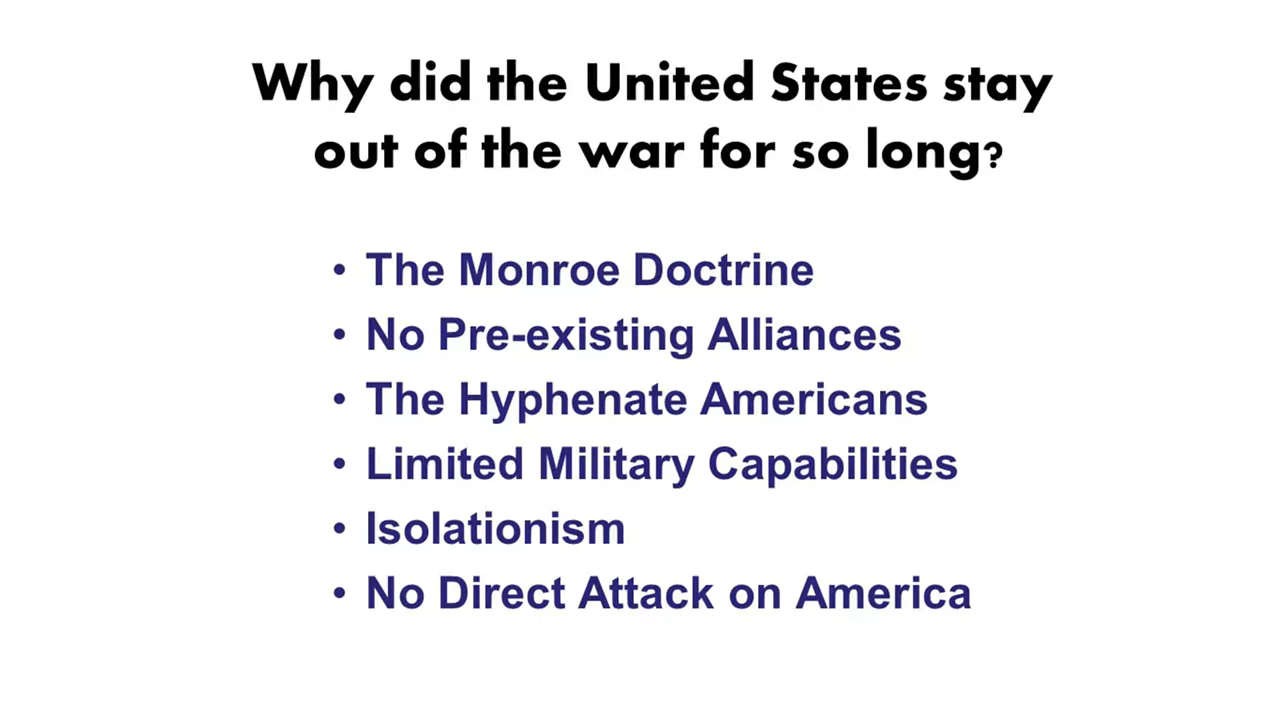 Why did the United States stay
out of the war for so long?
• The Monroe Doctrine
• No Pre-existing Alliances
• The Hyphenate Americans
• Limited Military Capabilities
• Isolationism
• No Direct Attack on America